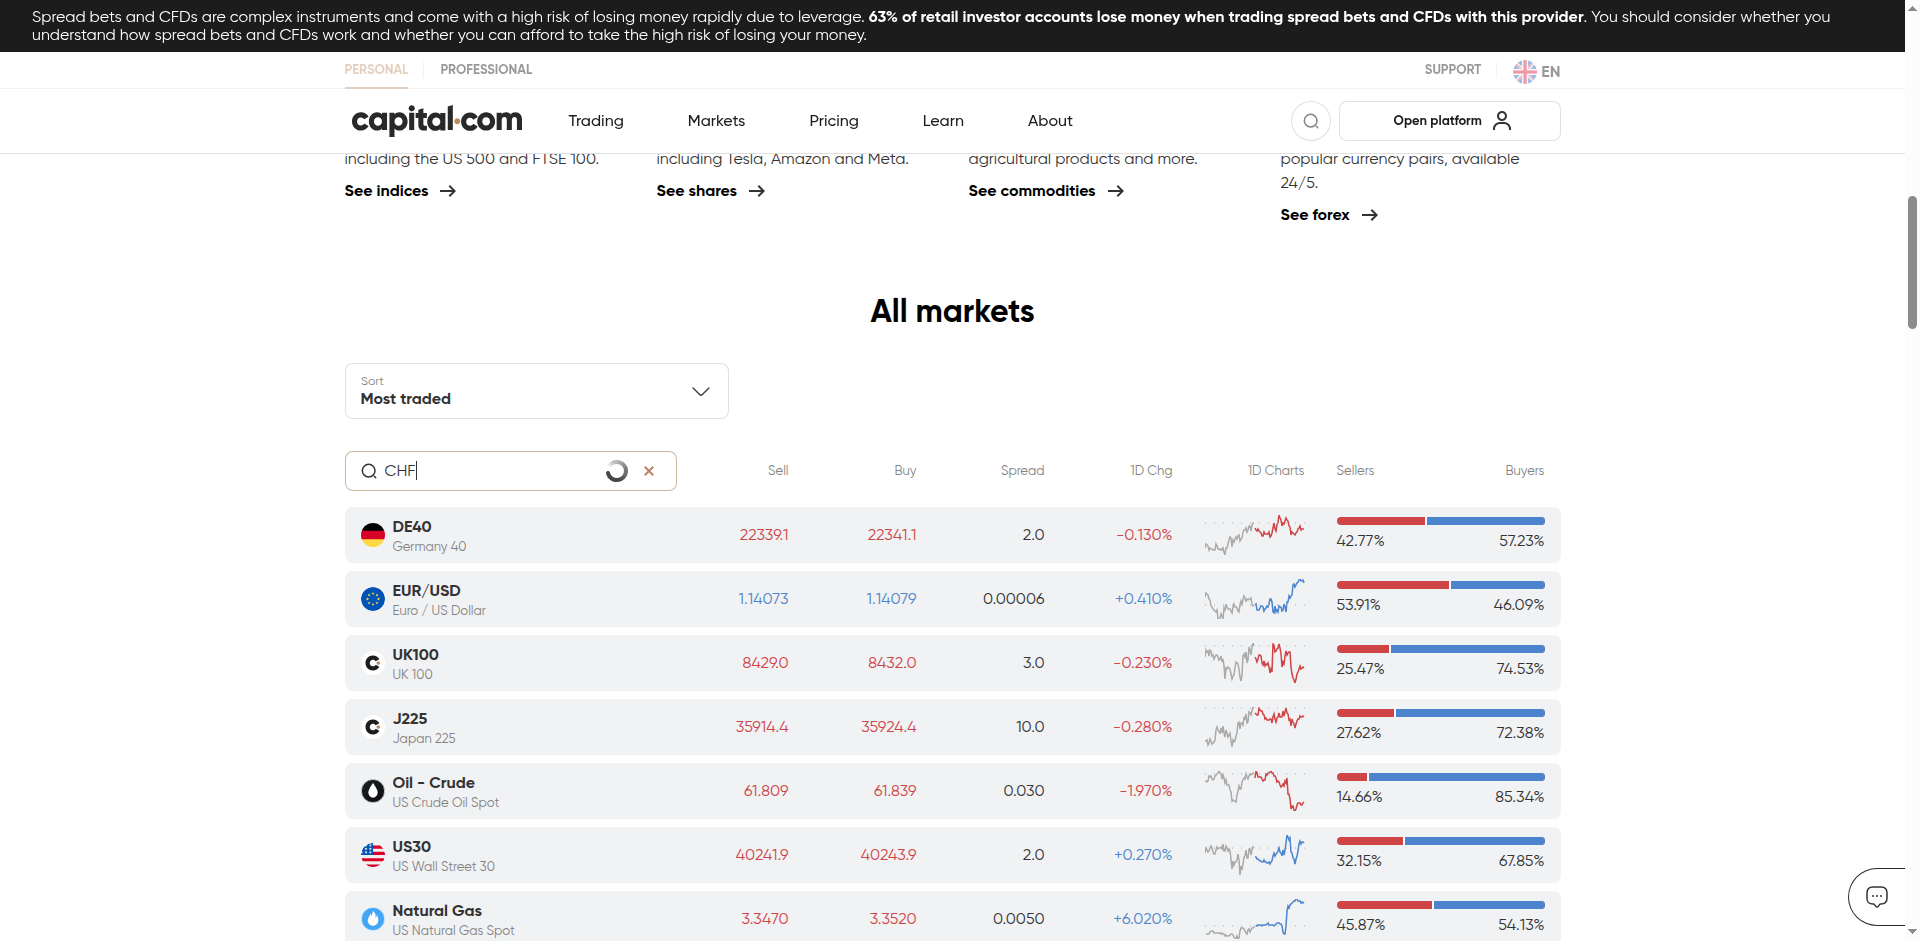 Spread bets and CFDs are complex instruments and come with a high risk of losing money rapidly due to leverage. 63% of retail investor accounts lose money when trading spread bets and CFDs with this provider. You should consider whether you
understand how spread bets and CFDs work and whether you can afford to take the high risk of losing your money.
PERSONAL PROFESSIONAL SUPPORT EN
capital.com Trading Markets Pricing Learn About Open platform
including the US 500 and FTSE 100. including Tesla, Amazon and Meta. agricultural products and more. popular currency pairs, available
24/5.
See indices See shares See commodities
See forex
All markets
Sort
Most traded
CHF Sell Buy Spread 1D Chg 1D Charts Sellers Buyers
DE40
Germany 40
22339.1 22341.1 2.0 -0.130% 42.77% 57.23%
EUR/USD
Euro / US Dollar
1.14073 1.14079 0.00006 +0.410% 53.91% 46.09%
UK100
UK 100
8429.0 8432.0 3.0 -0.230% 25.47% 74.53%
J225
Japan 225
35914.4 35924.4 10.0 -0.280% 27.62% 72.38%
Oil - Crude
US Crude Oil Spot
61.809 61.839 0.030 -1.970% 14.66% 85.34%
US30
US Wall Street 30
40241.9 40243.9 2.0 +0.270% 32.15% 67.85%
Natural Gas
US Natural Gas Spot
3.3470 3.3520 0.0050 +6.020% 45.87% 54.13%